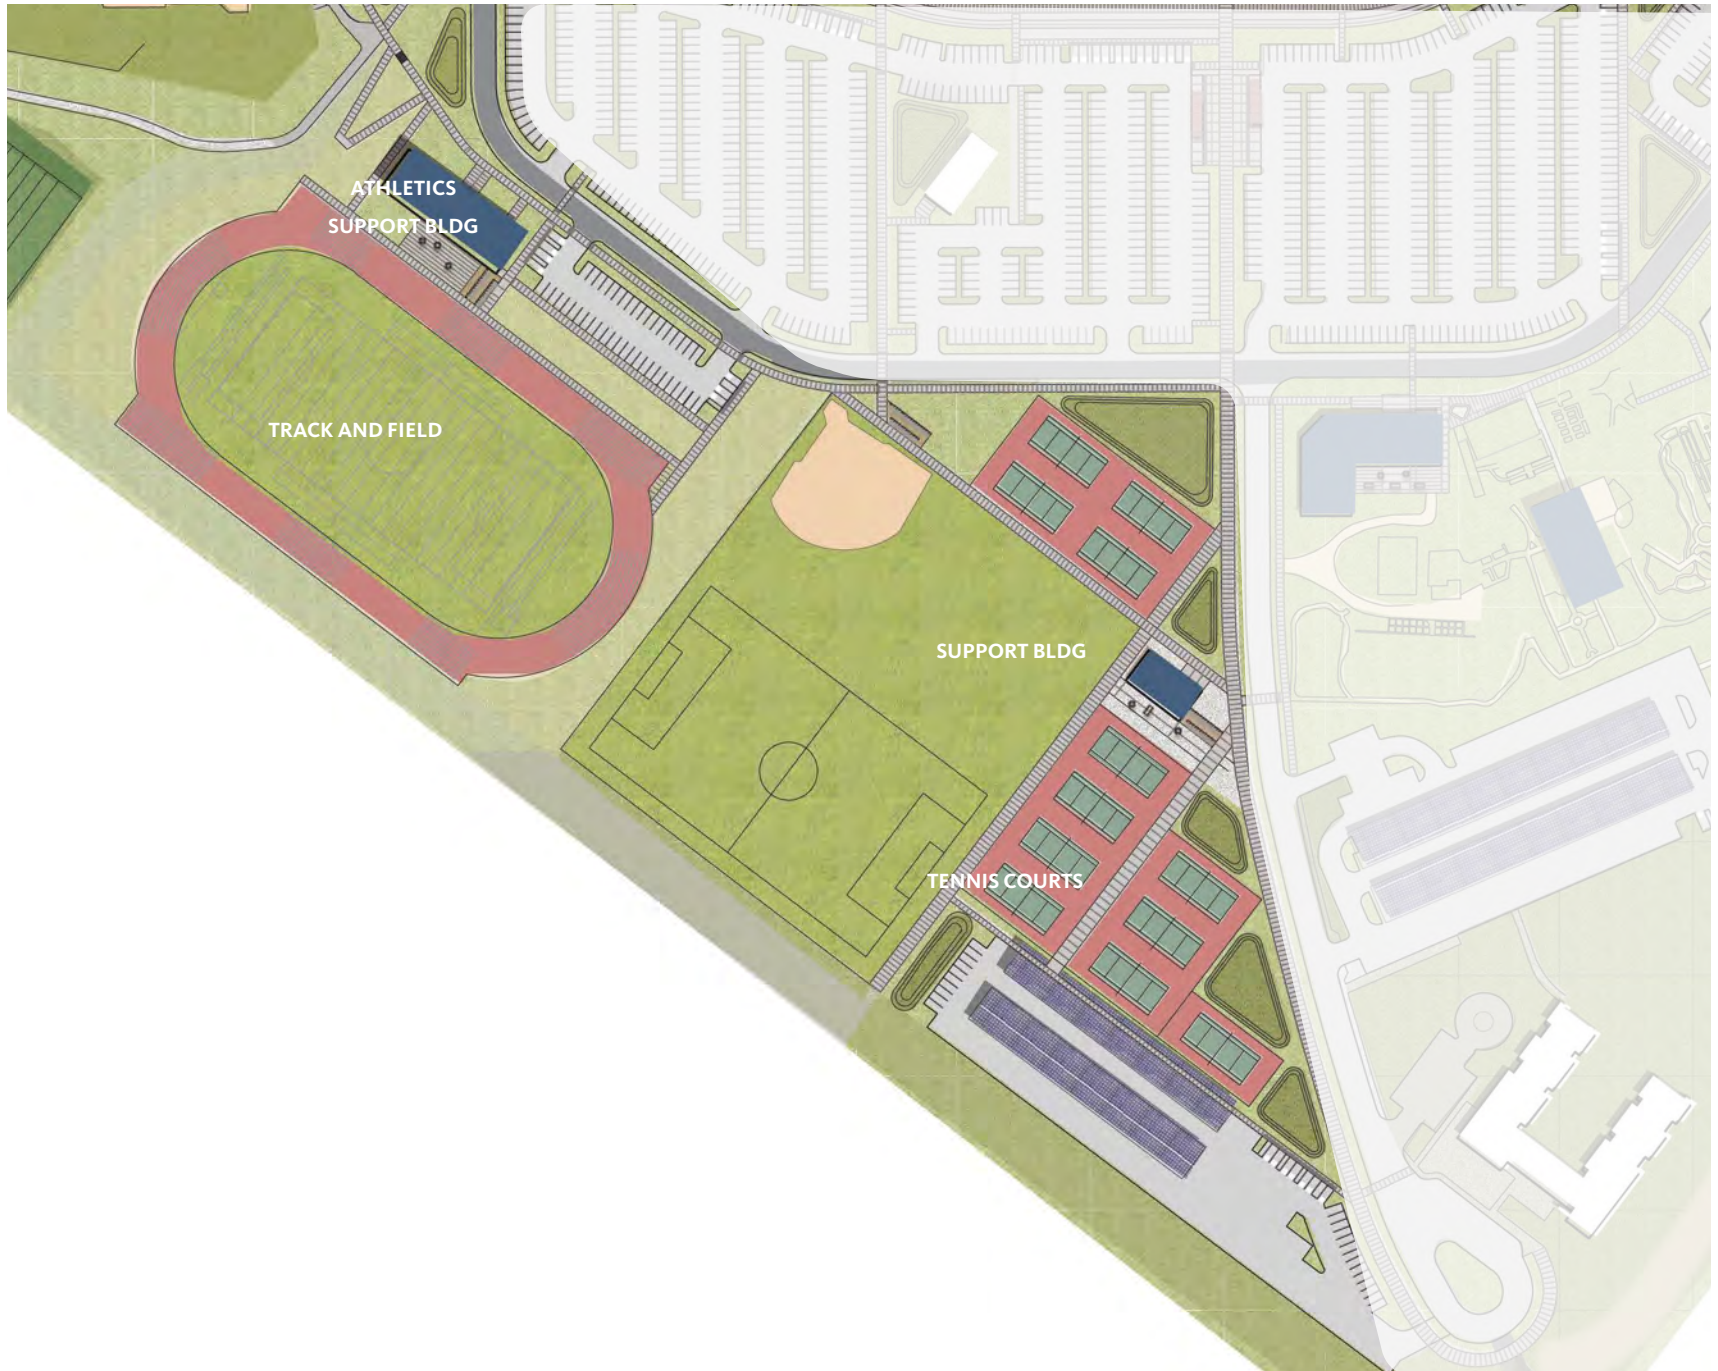 ATHLETICS
SUPPORT BLDG
TRACK AND FIELD
SUPPORT BLDG
TENNIS COURTS